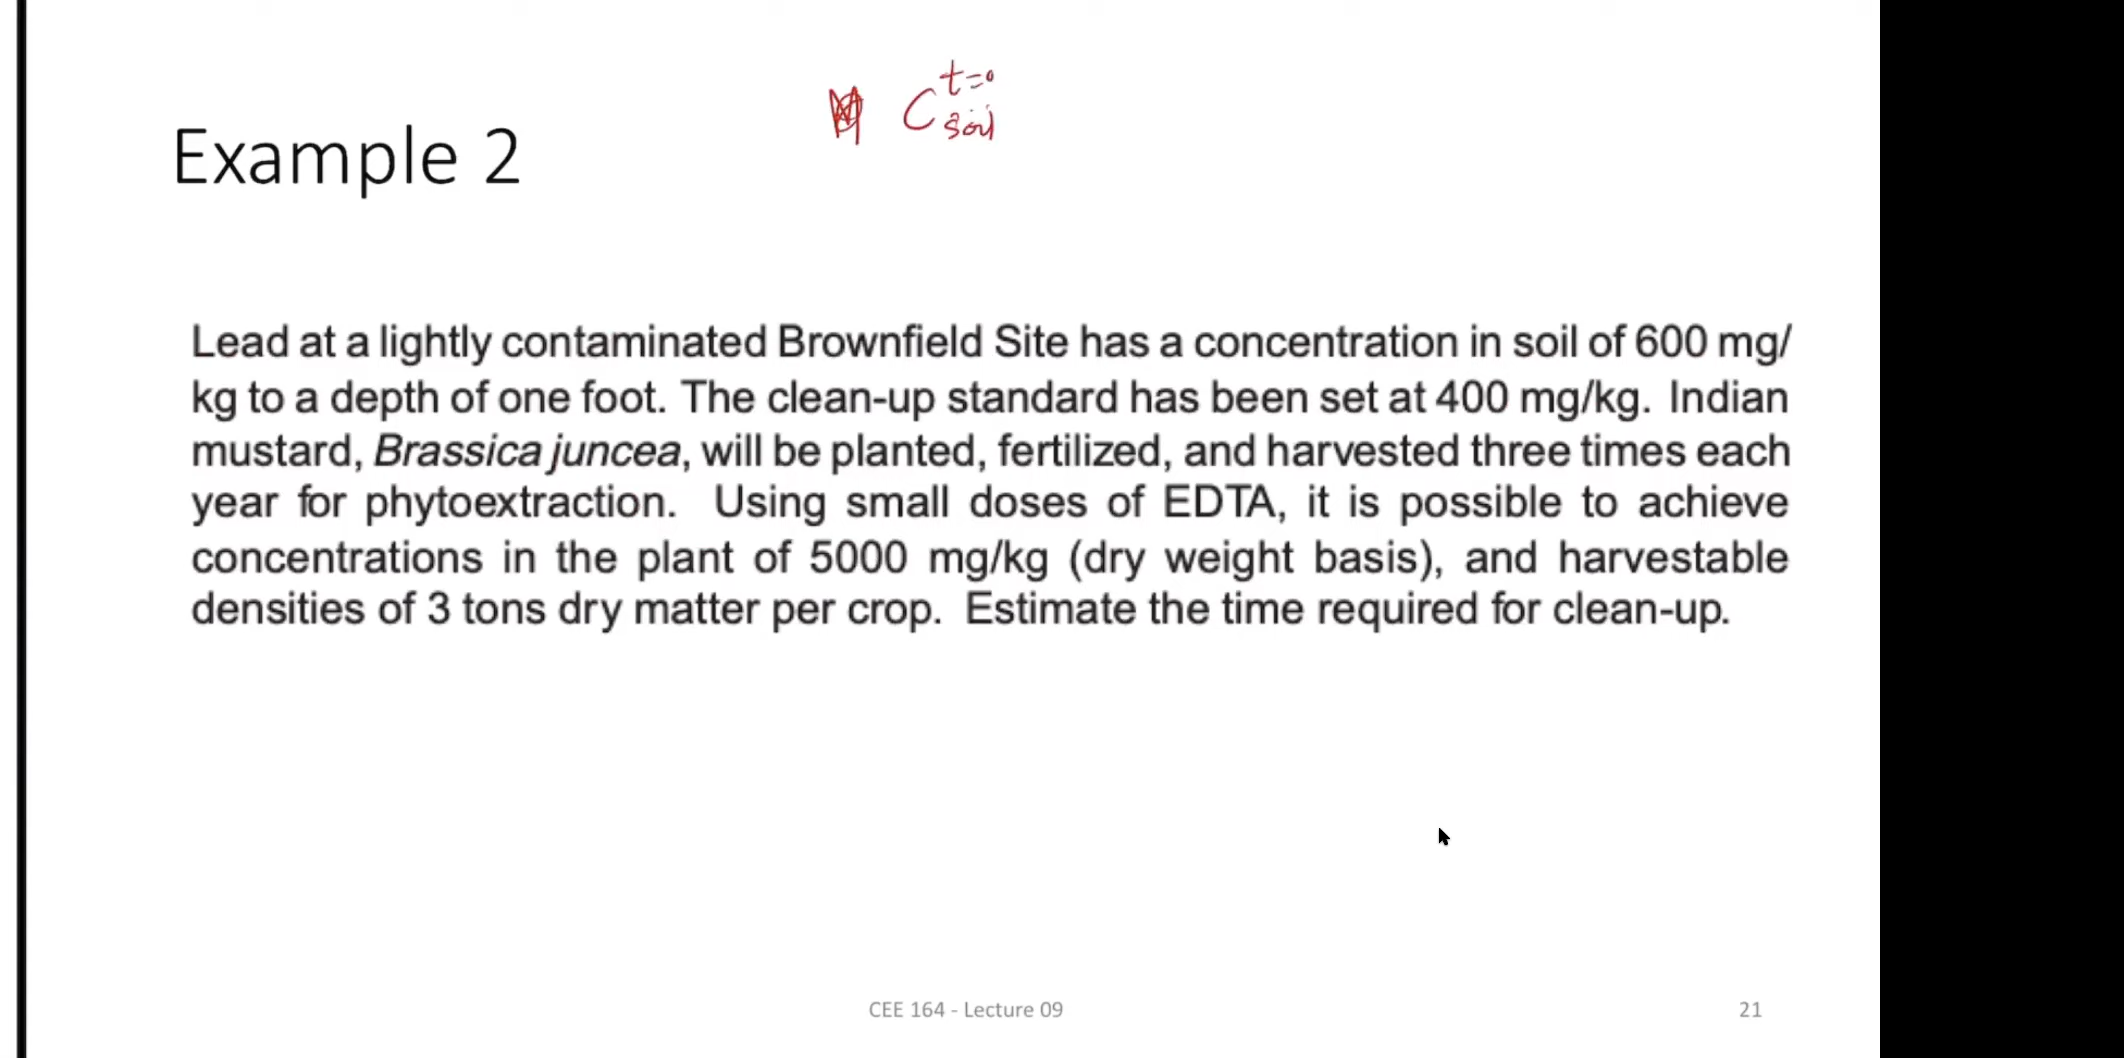 t=0
C soil
Example 2
Lead at a lightly contaminated Brownfield Site has a concentration in soil of 600 mg/
kg to a depth of one foot. The clean-up standard has been set at 400 mg/kg. Indian
mustard, Brassica juncea, will be planted, fertilized, and harvested three times each
year for phytoextraction. Using small doses of EDTA, it is possible to achieve
concentrations in the plant of 5000 mg/kg (dry weight basis), and harvestable
densities of 3 tons dry matter per crop. Estimate the time required for clean-up.
CEE 164 - Lecture 09
21